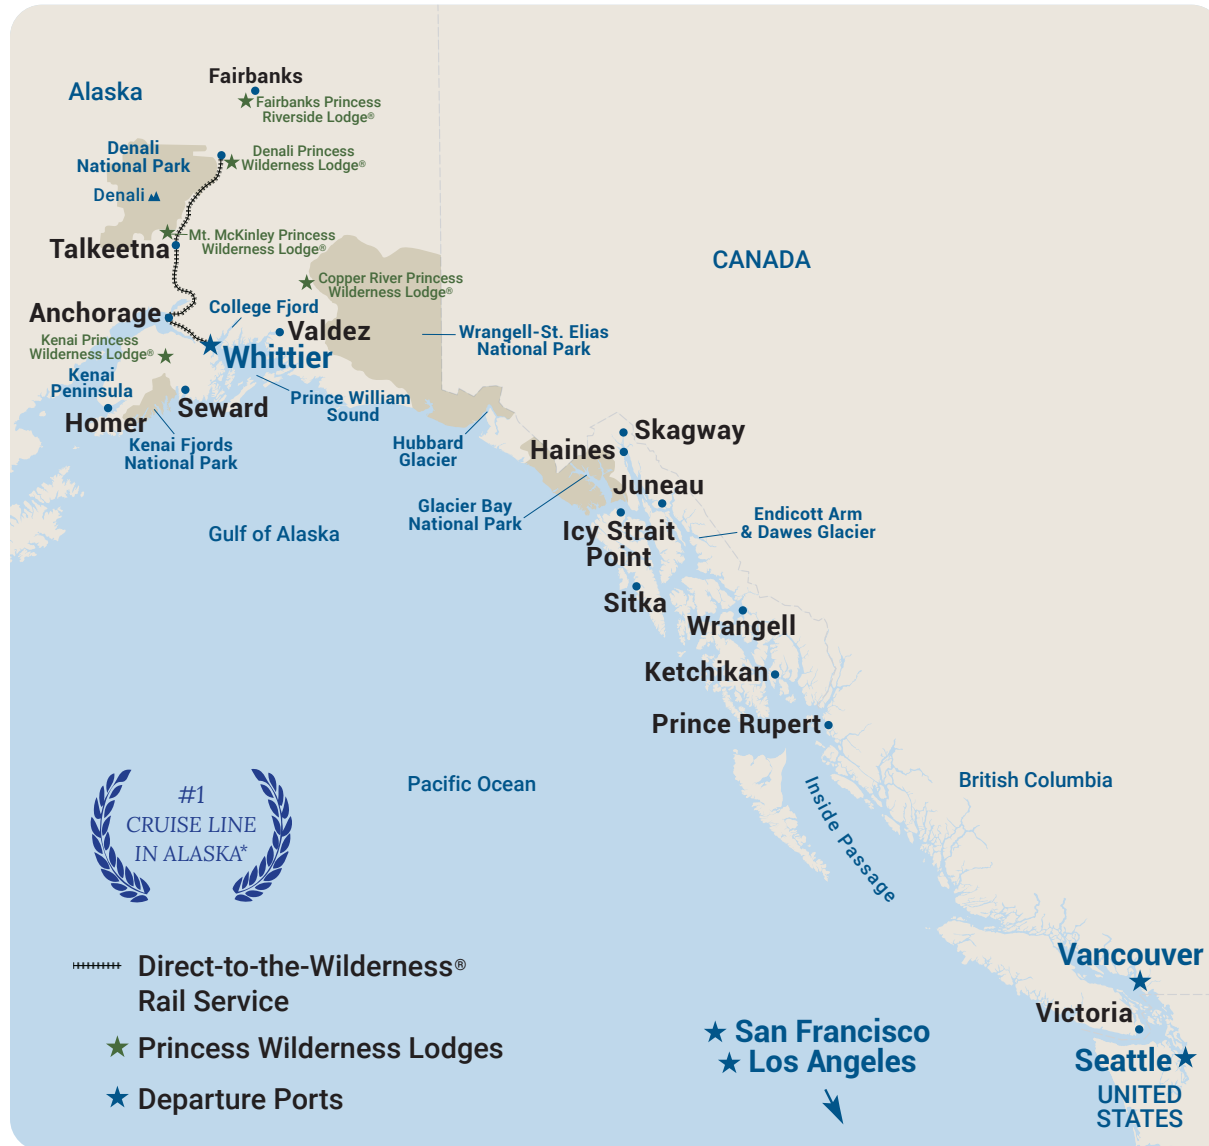 Fairbanks
Alaska
Fairbanks Princess
Riverside Lodge®
Denali
National Park
Denali Princess
Wilderness Lodge®
Denali
Mt. McKinley Princess
Wilderness Lodge®
Talkeetna
CANADA
Copper River Princess
Wilderness Lodge®
College Fjord
Anchorage
Valdez
Wrangell-St. Elias
National Park
Kenai Princess
Wilderness Lodge®
Whittier
Kenai
Peninsula
Prince William
Sound
Seward
Homer
Kenai Fjords
National Park
Hubbard
Glacier
Skagway
Haines
Juneau
Glacier Bay
National Park
Endicott Arm
& Dawes Glacier
Gulf of Alaska
Icy Strait
Point
Sitka
Wrangell
Ketchikan
Prince Rupert
Pacific Ocean
British Columbia
Inside Passage
#1
CRUISE LINE
IN ALASKA*
Vancouver
Direct-to-the-Wilderness®
Rail Service
Victoria
San Francisco
Los Angeles
Princess Wilderness Lodges
Seattle
UNITED
STATES
Departure Ports